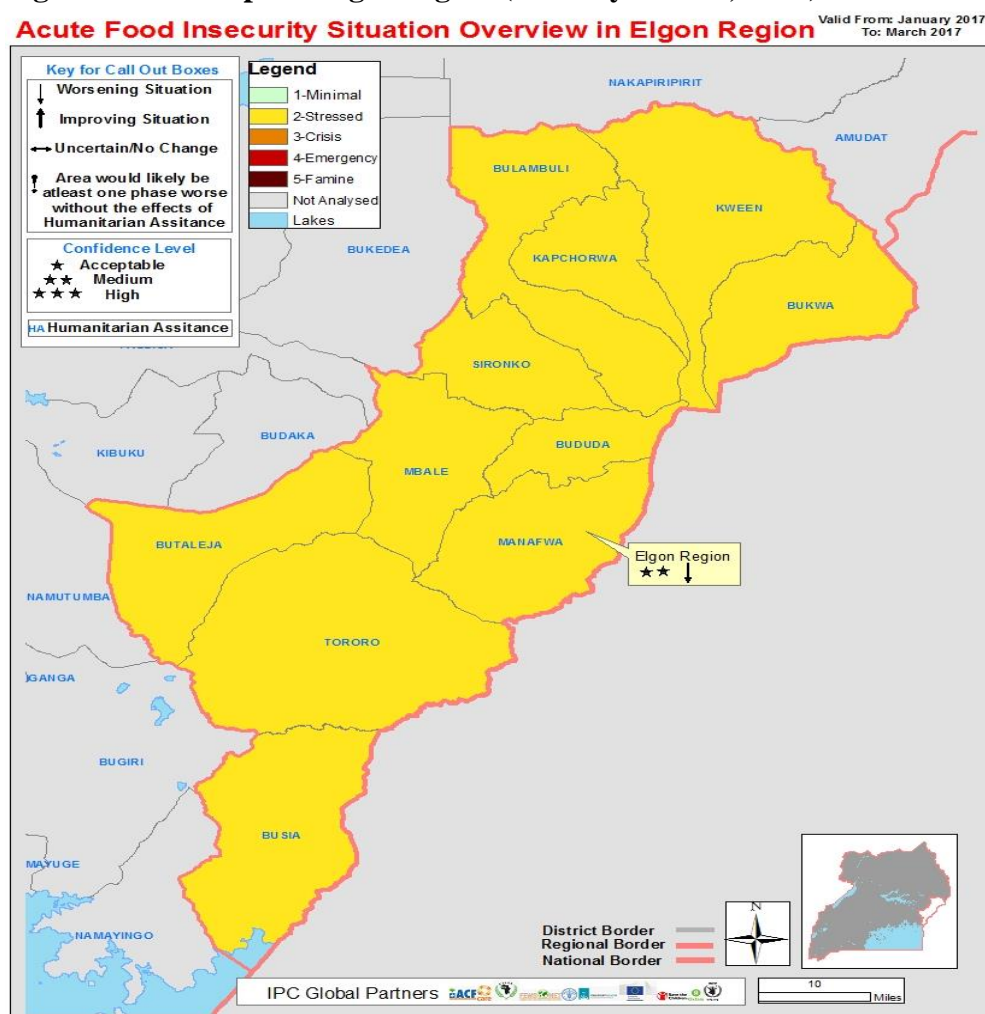 Acute Food Insecurity Situation Overview in Elgon Region
Valid From: January 2017
To: March 2017
Key for Call Out Boxes
Worsening Situation
Improving Situation
Uncertain/No Change
Area would likely be
atleast one phase worse
without the effects of
Humanitarian Assitance
Confidence Level
Acceptable
Medium
High
HA Humanitarian Assitance
Legend
1-Minimal
2-Stressed
3-Crisis
4-Emergency
5-Famine
Not Analysed
Lakes
NAKAPIRIPIRIT
AMUDAT
BULAMBULI
KWEEN
BUKEDEA
KAPCHORWA
BUKWA
SIRONKO
BUDAKA
KIBUKU
BUDUDA
MBALE
BUTALEJA
MANAFWA
Elgon Region
NAMUTUMBA
TORORO
BUGIRI
BUSIA
MAYUGE
NAMAYINGO
N
District Border
Regional Border
National Border
IPC Global Partners
ACF
care
10
Miles